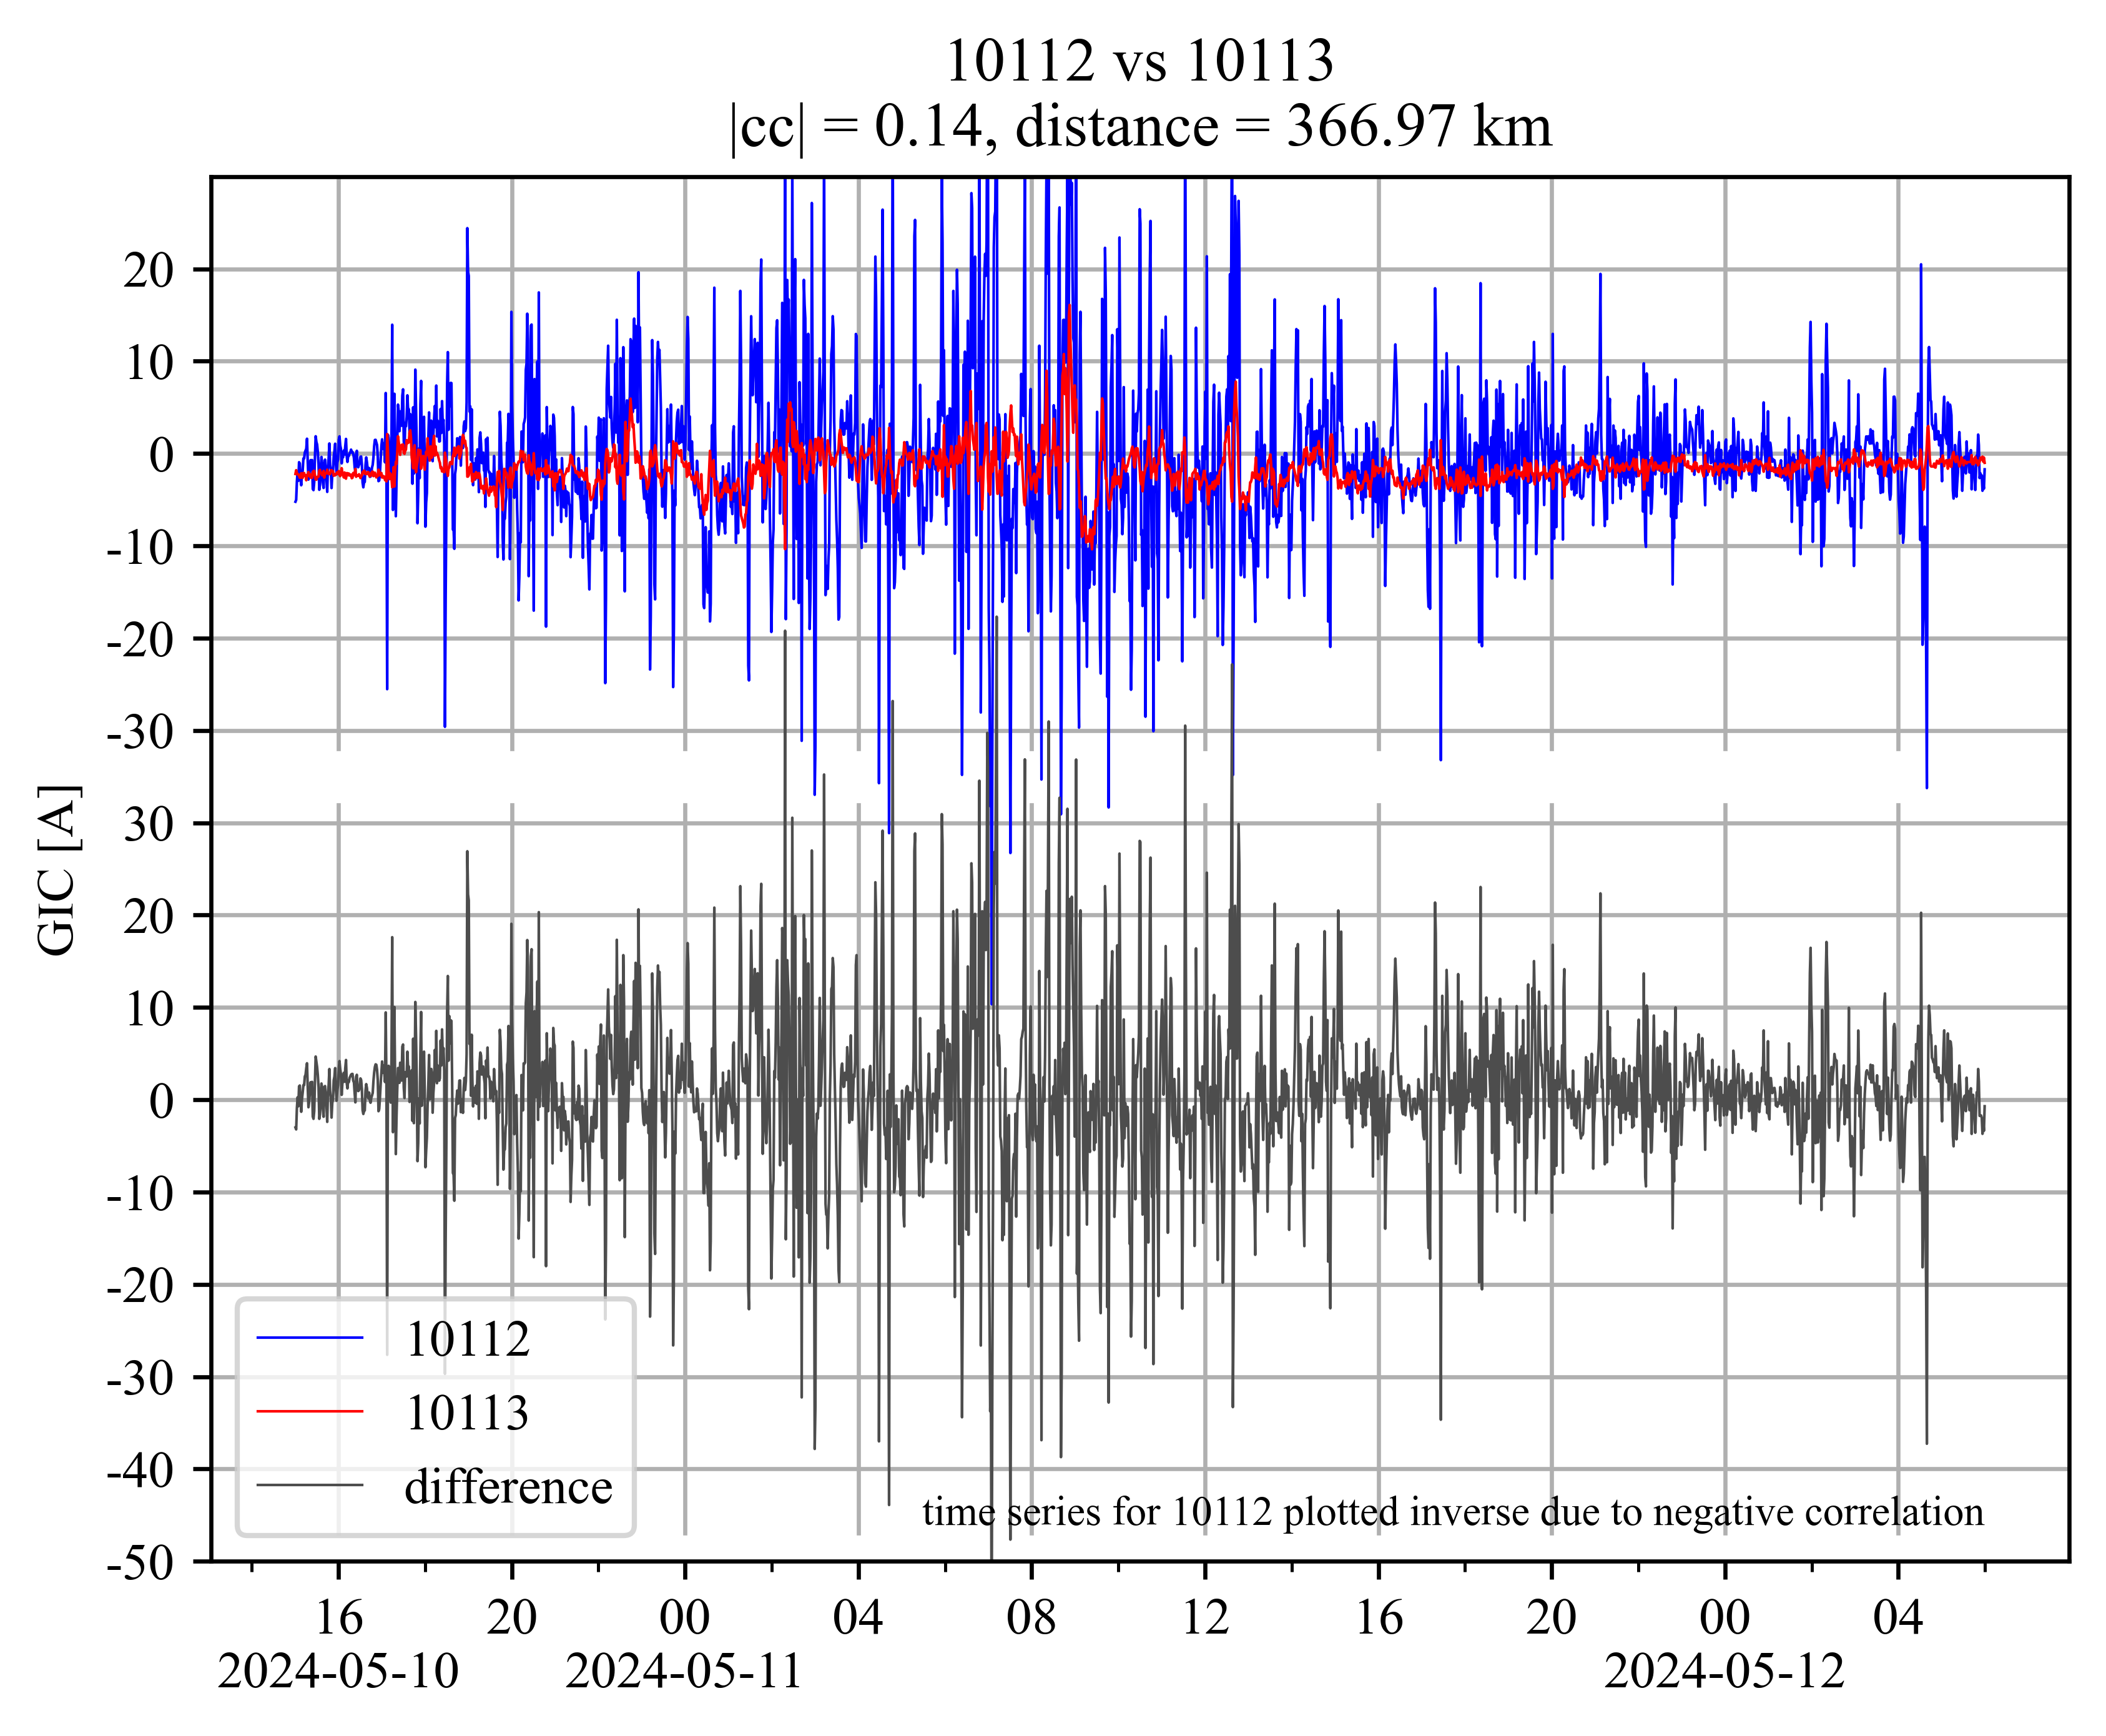 10112 vs 10113
|cc| = 0.14, distance = 366.97 km
GIC [A]
20
10
0
-10
-20
-30
30
20
10
0
-10
-20
-30
-40
-50
10112
10113
difference
time series for 10112 plotted inverse due to negative correlation
16 20 00 04 08 12 16 20 00 04
2024-05-10 2024-05-11 2024-05-12